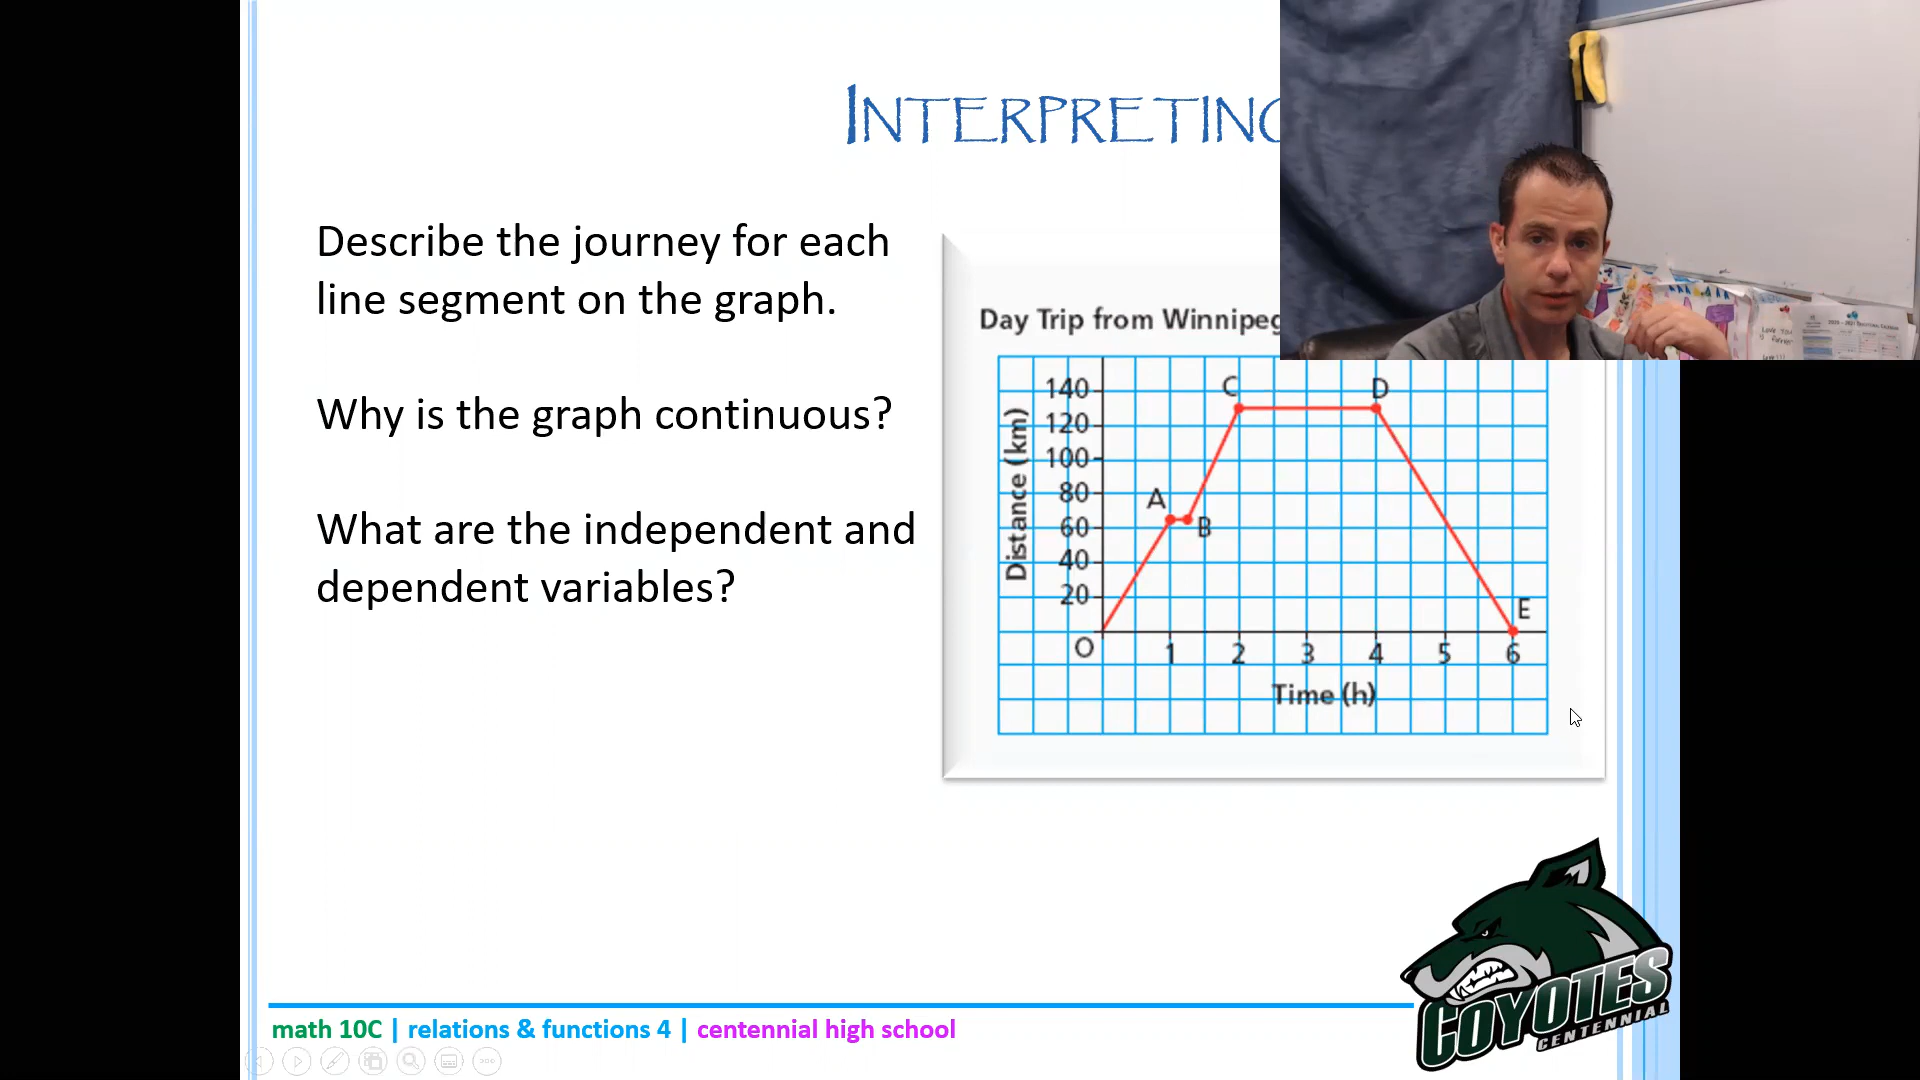 INTERPRETING
Describe the journey for each
line segment on the graph.
Why is the graph continuous?
What are the independent and
dependent variables?
Day Trip from Winnipeg
Distance (km)
140
120
100
80
60
40
20
O
1
2
3
4
5
6
A
B
C
D
E
Time (h)
math 10C | relations & functions 4 | centennial high school
COYOTES
CENTENNIAL